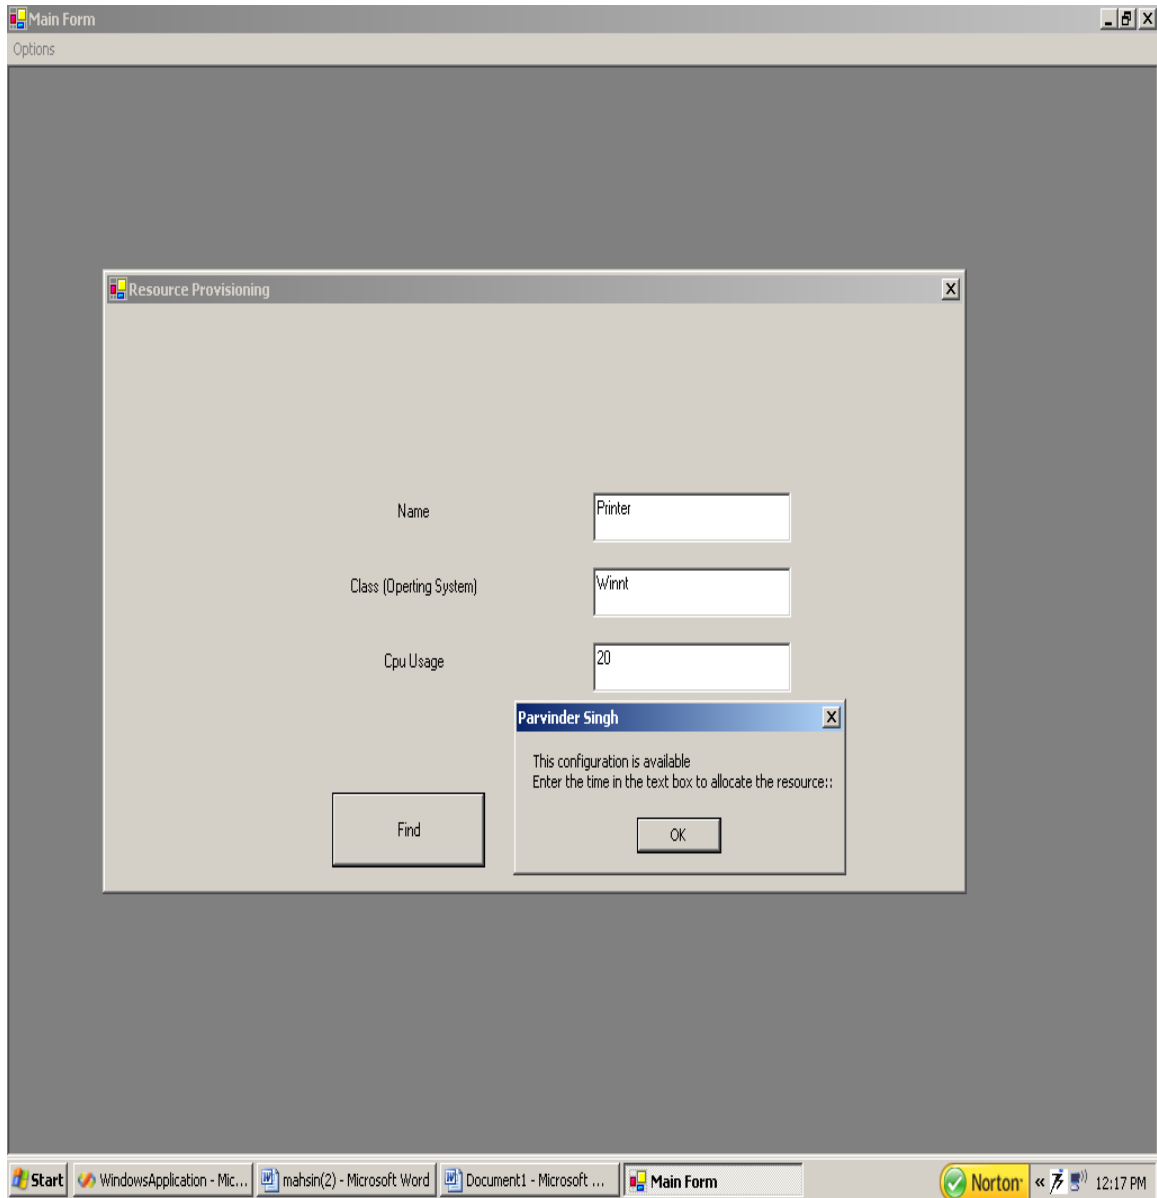 Main Form
Options
Resource Provisioning
Name
Printer
Class (Operting System)
Winnt
Cpu Usage
20
Parvinder Singh
This configuration is available
Enter the time in the text box to allocate the resource::
OK
Find
Start
WindowsApplication - Mic...
mahsin(2) - Microsoft Word
Document1 - Microsoft ...
Main Form
Norton
«
12:17 PM